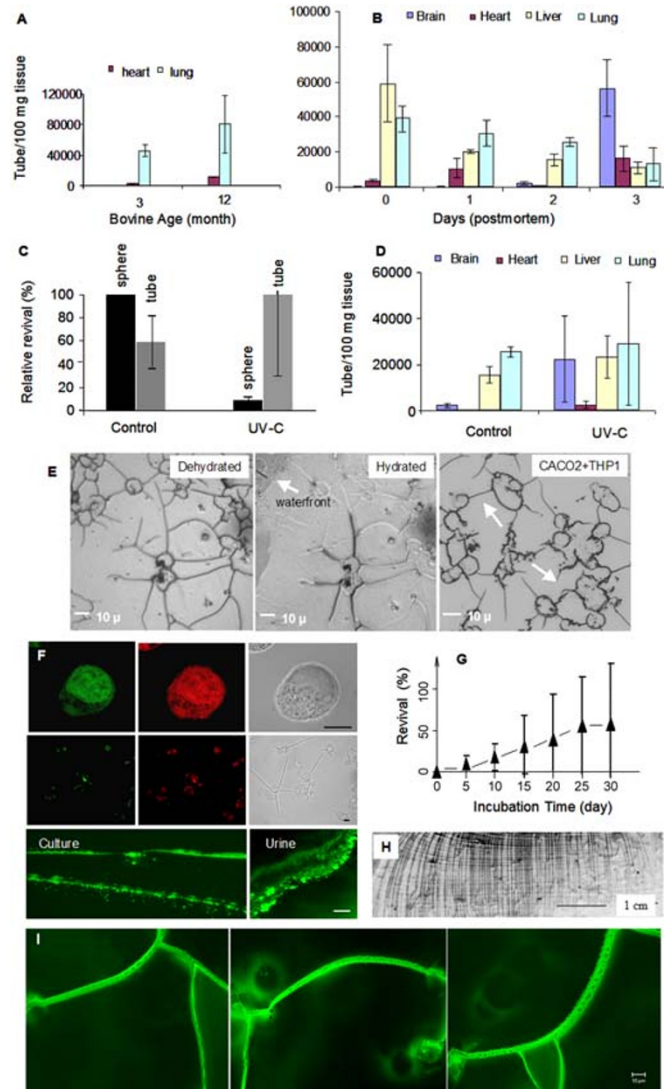 A
heart lung
Tube/100 mg tissue
120000
80000
40000
0
3 12
Bovine Age (month)
B
Brain Heart Liver Lung
100000
80000
60000
40000
20000
0
0 1 2 3
Days (postmortem)
C
sphere
tube
sphere
tube
Relative revival (%)
100
80
60
40
20
0
Control UV-C
D
Brain Heart Liver Lung
Tube/100 mg tissue
60000
40000
20000
0
Control UV-C
E
Dehydrated
Hydrated
CACO2+THP1
waterfront
10 µ
10 µ
10 µ
F
Culture
Urine
G
Revival (%)
100
50
0
0 5 10 15 20 25 30
Incubation Time (day)
H
1 cm
I
10 µ